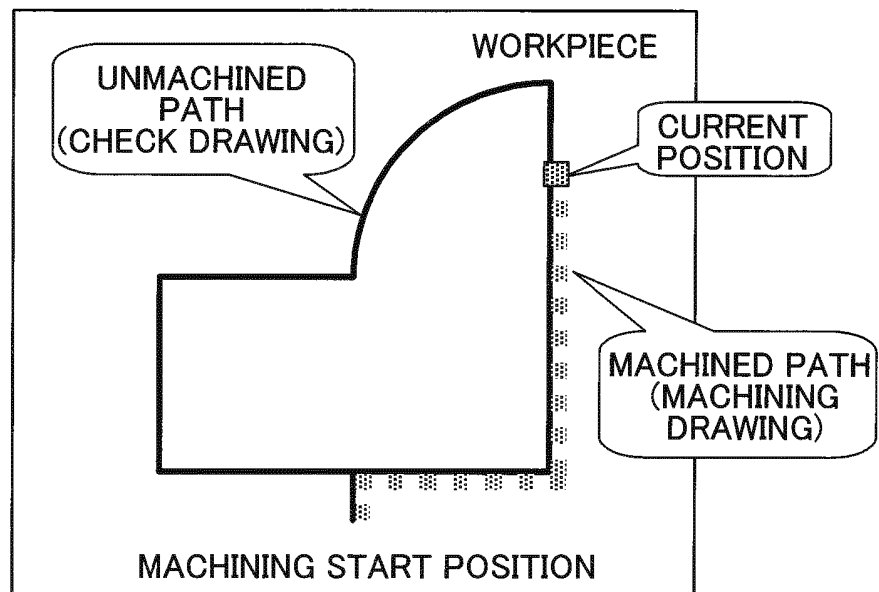 WORKPIECE
UNMACHINED
PATH
(CHECK DRAWING)
CURRENT
POSITION
MACHINED PATH
(MACHINING
DRAWING)
MACHINING START POSITION